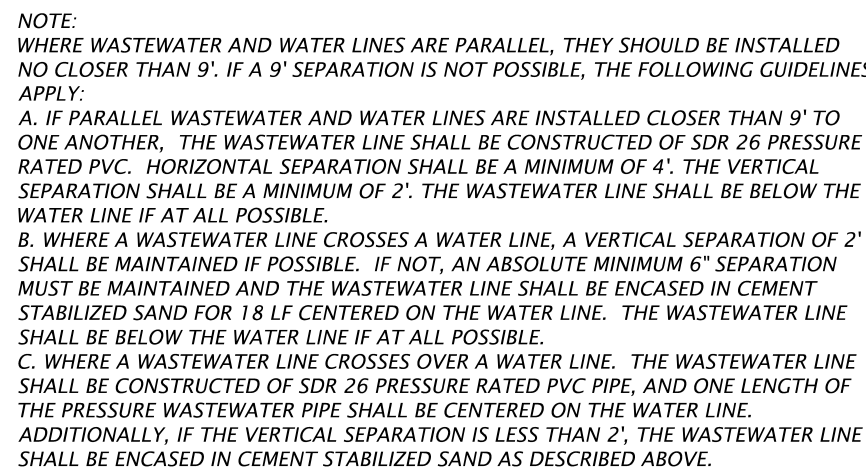 NOTE:
WHERE WASTEWATER AND WATER LINES ARE PARALLEL, THEY SHOULD BE INSTALLED
NO CLOSER THAN 9'. IF A 9' SEPARATION IS NOT POSSIBLE, THE FOLLOWING GUIDELINES
APPLY:
A. IF PARALLEL WASTEWATER AND WATER LINES ARE INSTALLED CLOSER THAN 9' TO
ONE ANOTHER, THE WASTEWATER LINE SHALL BE CONSTRUCTED OF SDR 26 PRESSURE
RATED PVC. HORIZONTAL SEPARATION SHALL BE A MINIMUM OF 4'. THE VERTICAL
SEPARATION SHALL BE A MINIMUM OF 2'. THE WASTEWATER LINE SHALL BE BELOW THE
WATER LINE IF AT ALL POSSIBLE.
B. WHERE A WASTEWATER LINE CROSSES A WATER LINE, A VERTICAL SEPARATION OF 2'
SHALL BE MAINTAINED IF POSSIBLE. IF NOT, AN ABSOLUTE MINIMUM 6" SEPARATION
MUST BE MAINTAINED AND THE WASTEWATER LINE SHALL BE ENCASED IN CEMENT
STABILIZED SAND FOR 18 LF CENTERED ON THE WATER LINE. THE WASTEWATER LINE
SHALL BE BELOW THE WATER LINE IF AT ALL POSSIBLE.
C. WHERE A WASTEWATER LINE CROSSES OVER A WATER LINE. THE WASTEWATER LINE
SHALL BE CONSTRUCTED OF SDR 26 PRESSURE RATED PVC PIPE, AND ONE LENGTH OF
THE PRESSURE WASTEWATER PIPE SHALL BE CENTERED ON THE WATER LINE.
ADDITIONALLY, IF THE VERTICAL SEPARATION IS LESS THAN 2', THE WASTEWATER LINE
SHALL BE ENCASED IN CEMENT STABILIZED SAND AS DESCRIBED ABOVE.